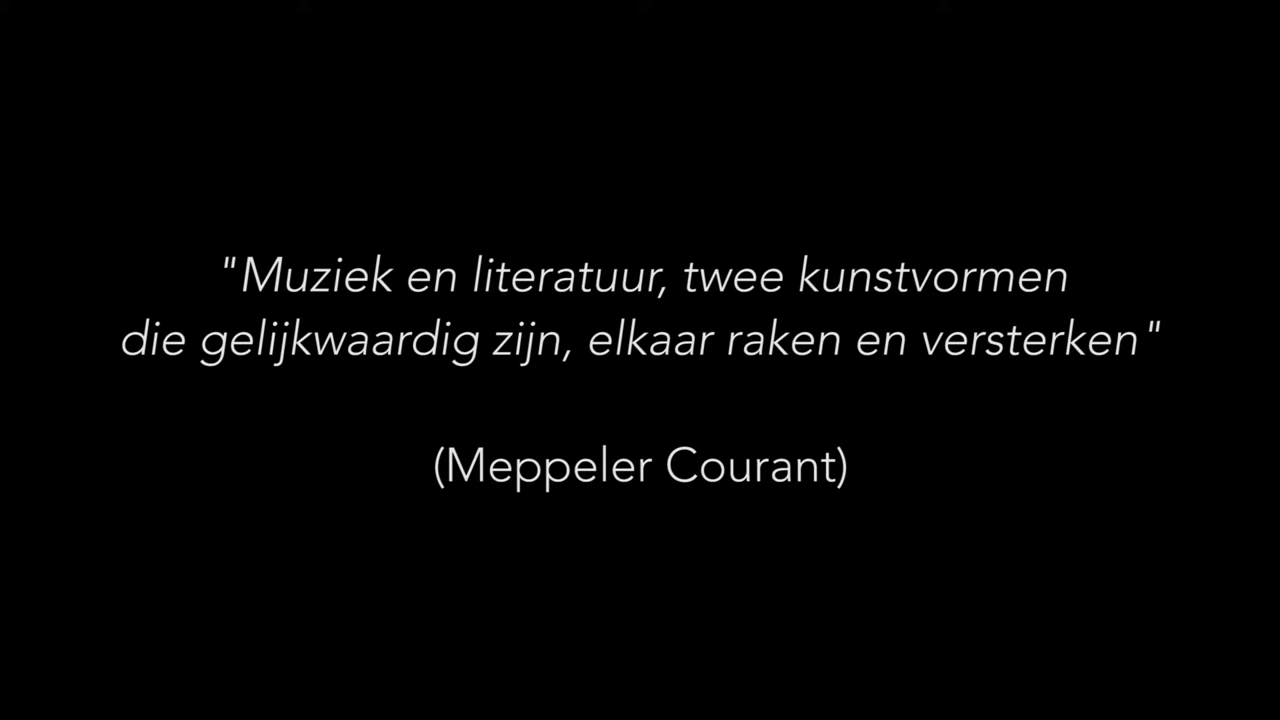 "Muziek en literatuur, twee kunstvormen
die gelijkwaardig zijn, elkaar raken en versterken"
(Meppeler Courant)